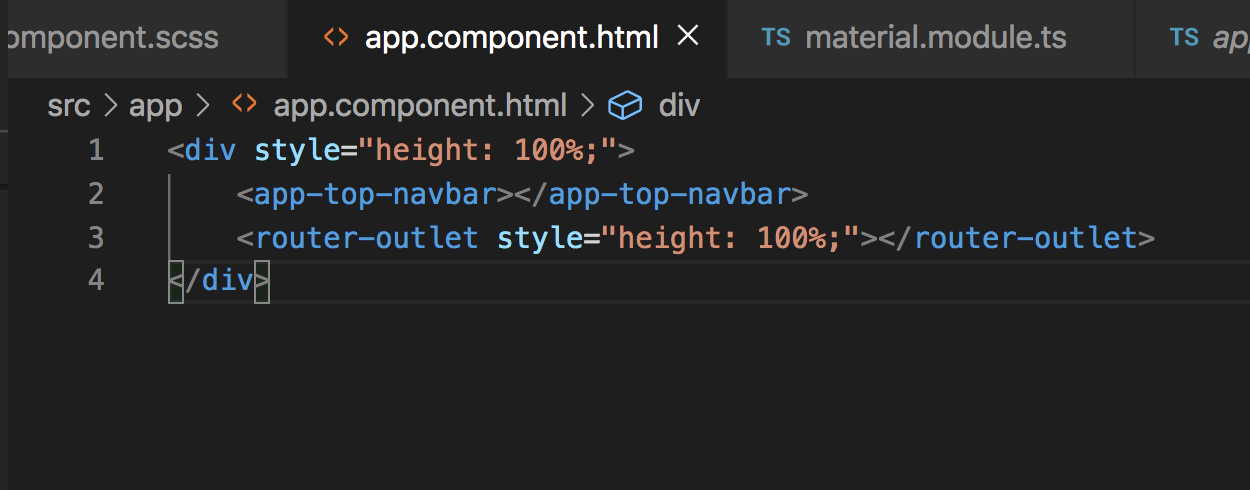 omponent.scss <> app.component.html × TS material.module.ts TS app
src > app > <> app.component.html > div
1 <div style="height: 100%;">
2 <app-top-navbar></app-top-navbar>
3 <router-outlet style="height: 100%;"></router-outlet>
4 </div>